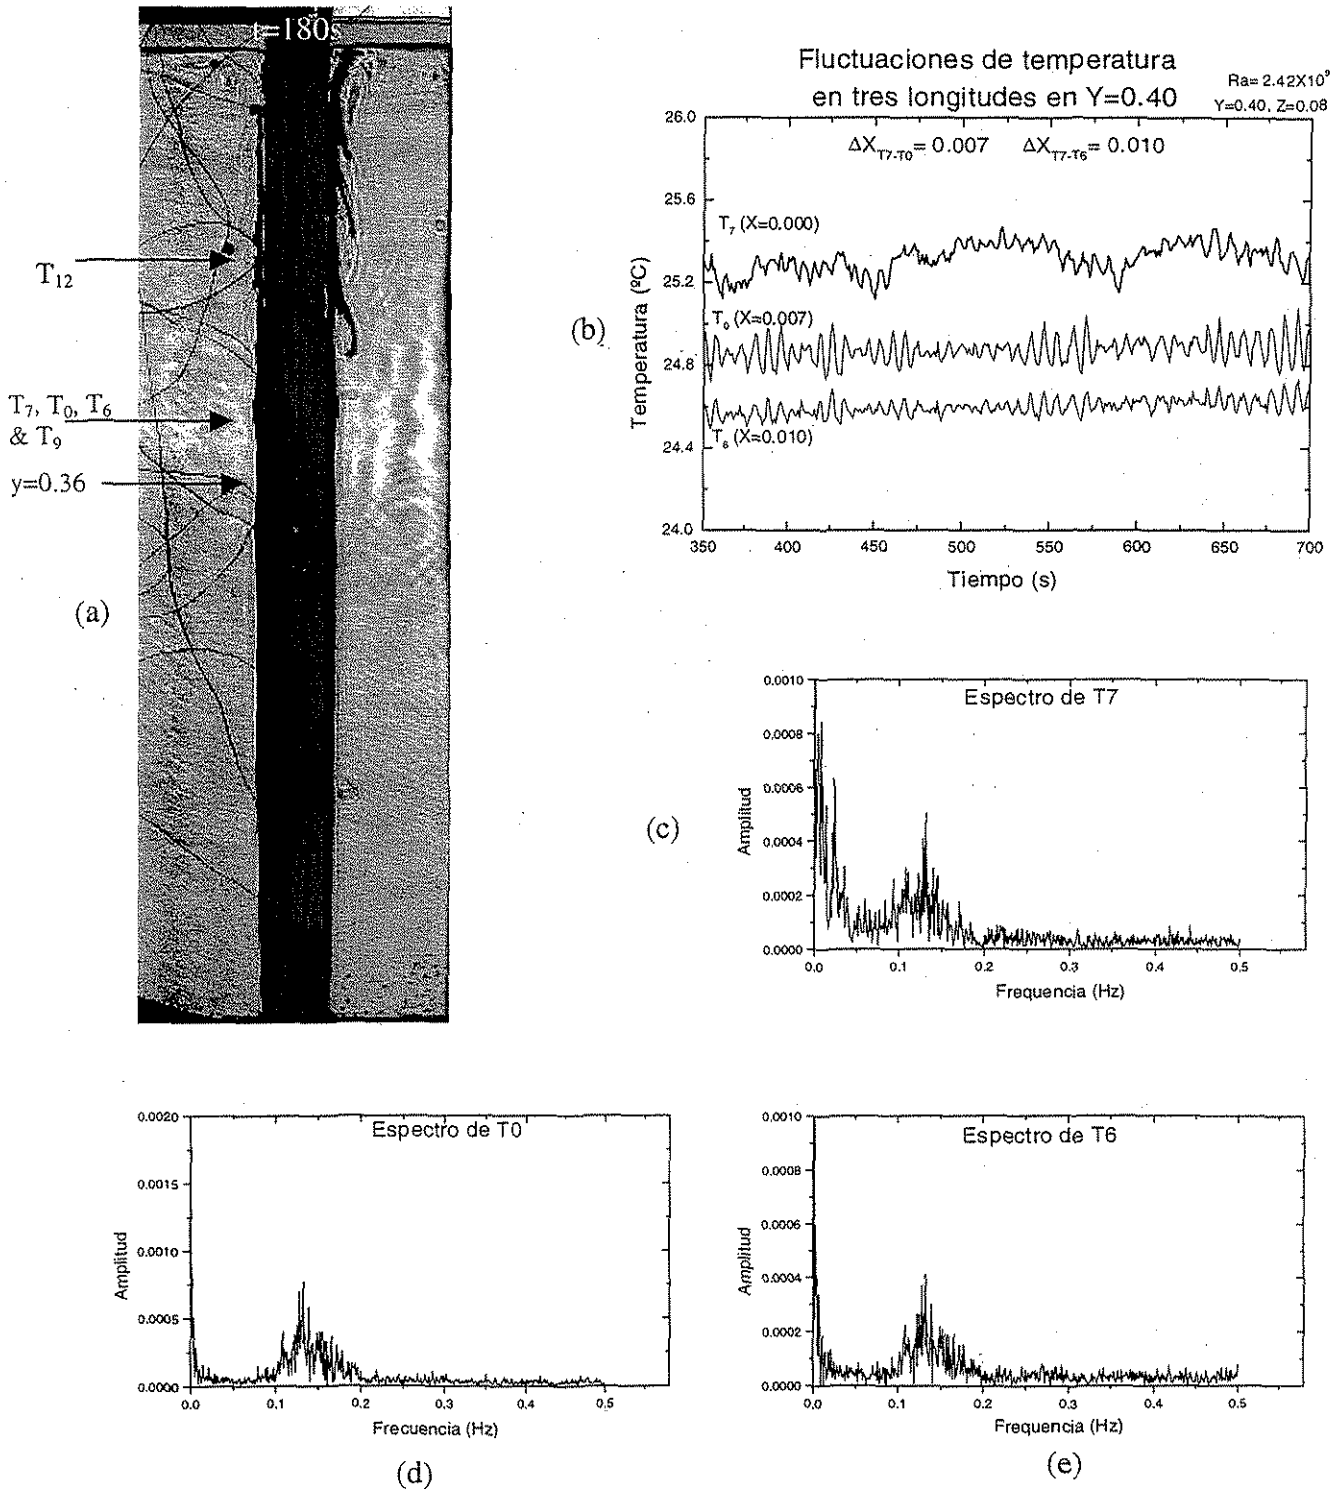 t=180s
T12
T7, T0, T6
& T9
y=0.36
(a)
Fluctuaciones de temperatura
en tres longitudes en Y=0.40
Ra= 2.42X10^9
Y=0.40, Z=0.08
ΔX T7-T0 = 0.007 ΔX T7-T6 = 0.010
26.0
25.6
25.2
24.8
24.4
24.0
T7 (X=0.000)
T0 (X=0.007)
T6 (X=0.010)
Temperatura (ºC)
350 400 450 500 550 600 650 700
Tiempo (s)
(b)
Espectro de T7
0.0010
0.0008
0.0006
0.0004
0.0002
0.0000
Amplitud
0.0 0.1 0.2 0.3 0.4 0.5
Frequencia (Hz)
(c)
Espectro de T0
0.0020
0.0015
0.0010
0.0005
0.0000
Amplitud
0.0 0.1 0.2 0.3 0.4 0.5
Frecuencia (Hz)
(d)
Espectro de T6
0.0010
0.0008
0.0006
0.0004
0.0002
0.0000
Amplitud
0.0 0.1 0.2 0.3 0.4 0.5
Frequencia (Hz)
(e)